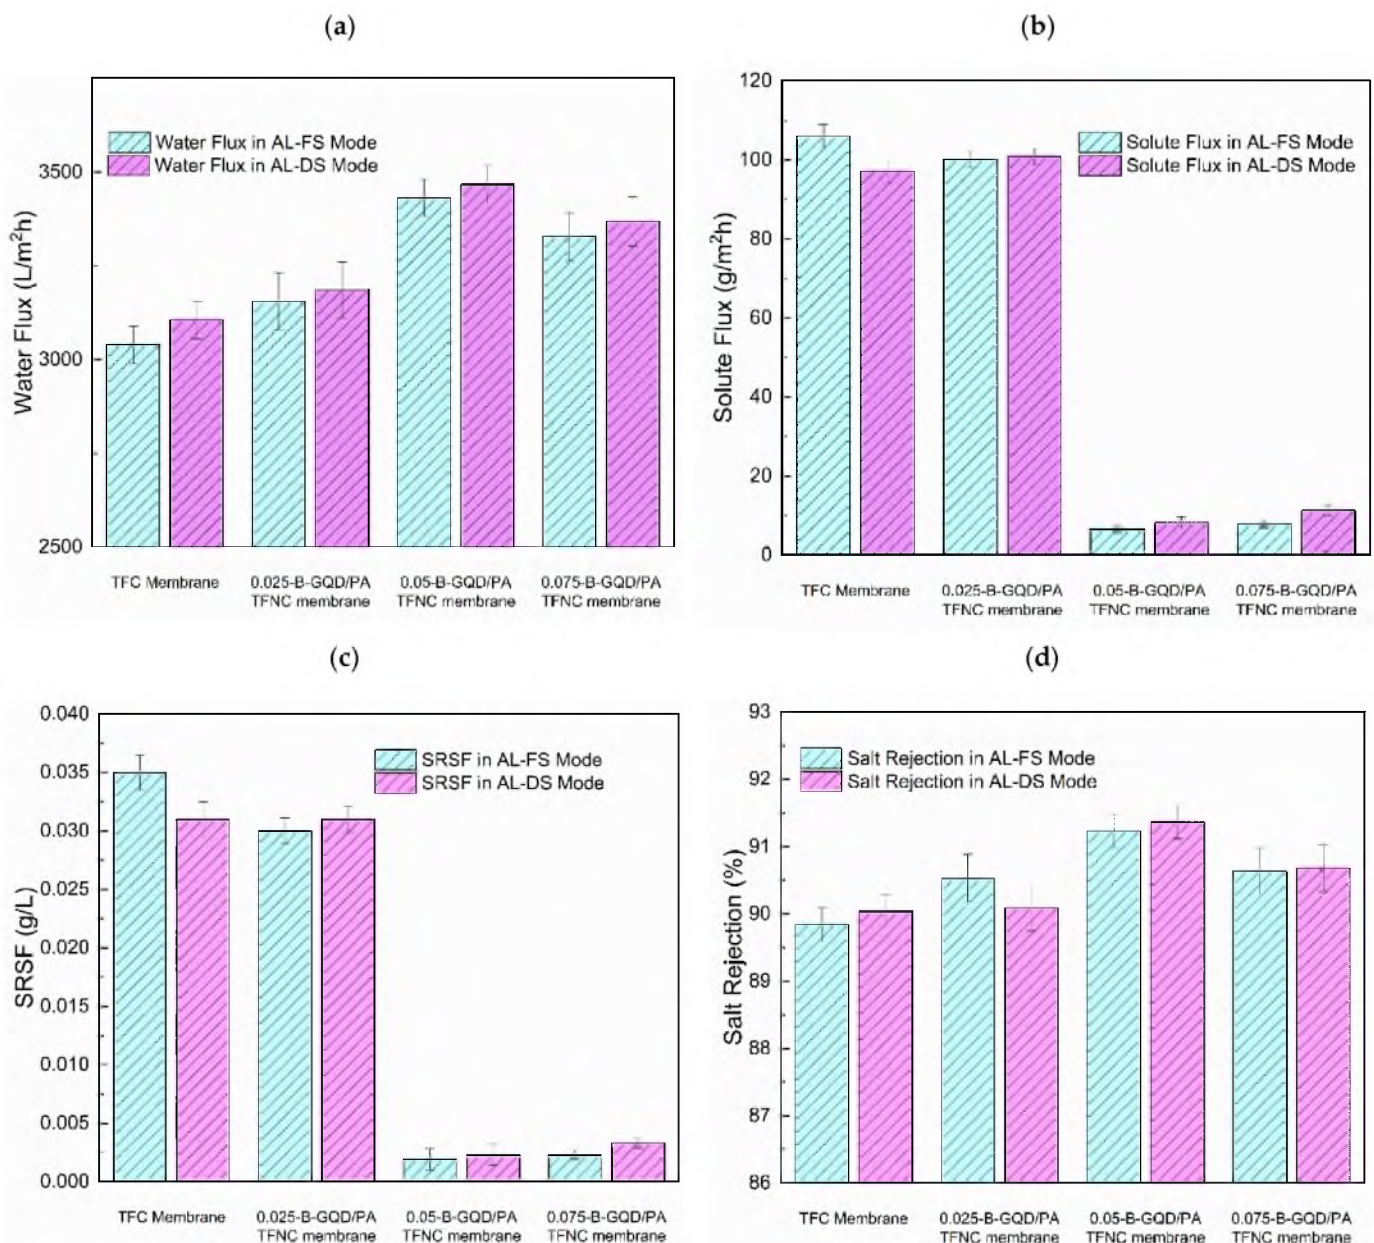 (a)
Water Flux in AL-FS Mode
Water Flux in AL-DS Mode
3500
3000
2500
Water Flux (L/m²h)
TFC Membrane
0.025-B-GQD/PA
TFNC membrane
0.05-B-GQD/PA
TFNC membrane
0.075-B-GQD/PA
TFNC membrane
(b)
Solute Flux in AL-FS Mode
Solute Flux in AL-DS Mode
120
100
80
60
40
20
0
Solute Flux (g/m²h)
TFC Membrane
0.025-B-GQD/PA
TFNC membrane
0.05-B-GQD/PA
TFNC membrane
0.075-B-GQD/PA
TFNC membrane
(c)
SRSF in AL-FS Mode
SRSF in AL-DS Mode
0.040
0.035
0.030
0.025
0.020
0.015
0.010
0.005
0.000
SRSF (g/L)
TFC Membrane
0.025-B-GQD/PA
TFNC membrane
0.05-B-GQD/PA
TFNC membrane
0.075-B-GQD/PA
TFNC membrane
(d)
Salt Rejection in AL-FS Mode
Salt Rejection in AL-DS Mode
93
92
91
90
89
88
87
86
Salt Rejection (%)
TFC Membrane
0.025-B-GQD/PA
TFNC membrane
0.05-B-GQD/PA
TFNC membrane
0.075-B-GQD/PA
TFNC membrane